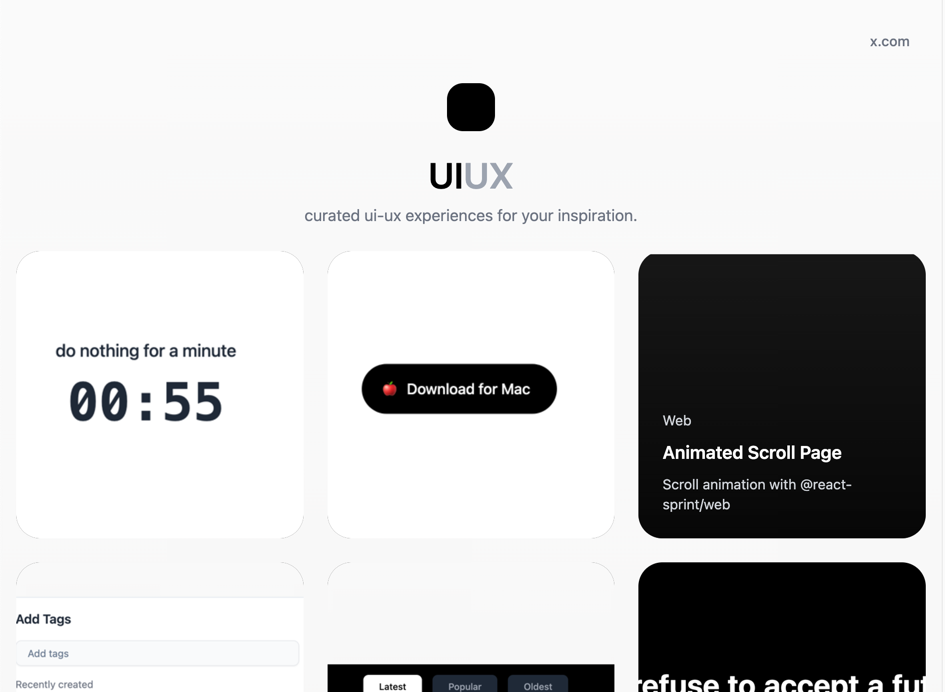 x.com
UIUX
curated ui-ux experiences for your inspiration.
do nothing for a minute
00:55
Download for Mac
Web
Animated Scroll Page
Scroll animation with @react-
sprint/web
Add Tags
Add tags
Recently created
Latest
Popular
Oldest
refuse to accept a fut